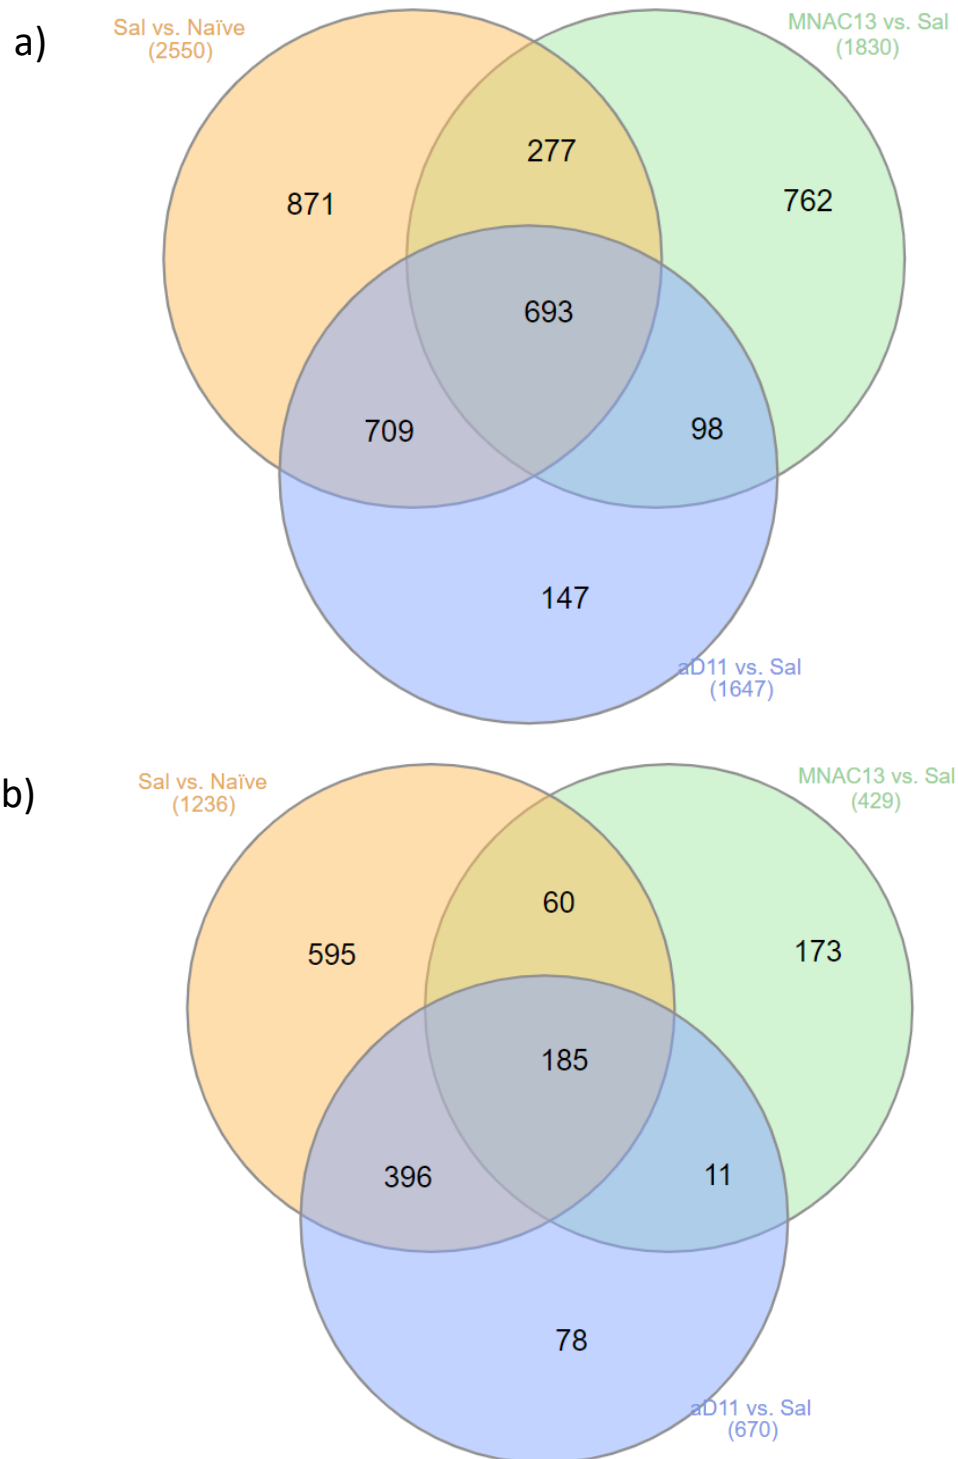 a)
Sal vs. Naïve
(2550)
MNAC13 vs. Sal
(1830)
277
871
762
693
709
98
147
aD11 vs. Sal
(1647)
b)
Sal vs. Naïve
(1236)
MNAC13 vs. Sal
(429)
60
595
173
185
396
11
78
aD11 vs. Sal
(670)